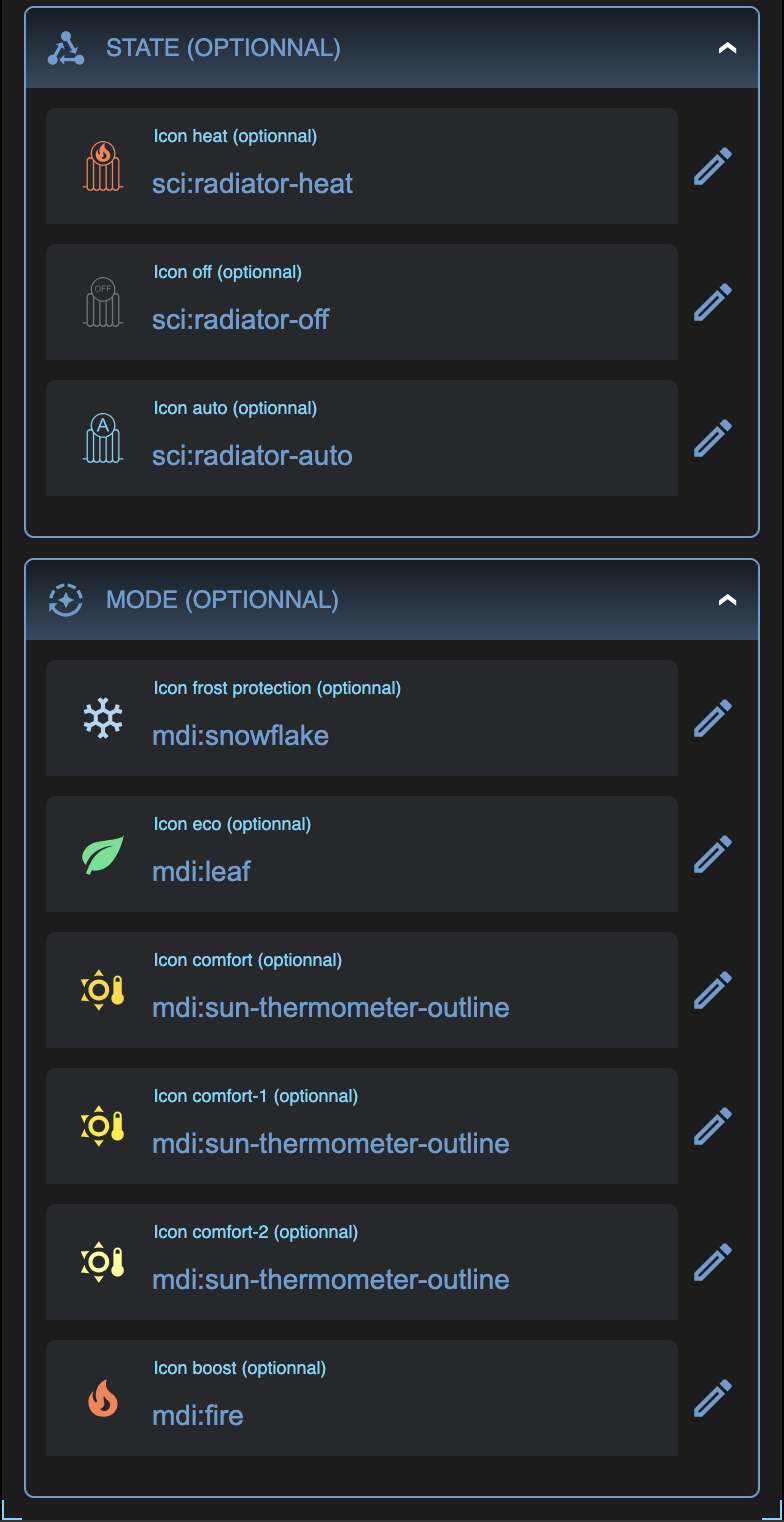 STATE (OPTIONNAL)
Icon heat (optionnal)
sci:radiator-heat
OFF
Icon off (optionnal)
sci:radiator-off
A
Icon auto (optionnal)
sci:radiator-auto
MODE (OPTIONNAL)
Icon frost protection (optionnal)
mdi:snowflake
Icon eco (optionnal)
mdi:leaf
Icon comfort (optionnal)
mdi:sun-thermometer-outline
Icon comfort-1 (optionnal)
mdi:sun-thermometer-outline
Icon comfort-2 (optionnal)
mdi:sun-thermometer-outline
Icon boost (optionnal)
mdi:fire